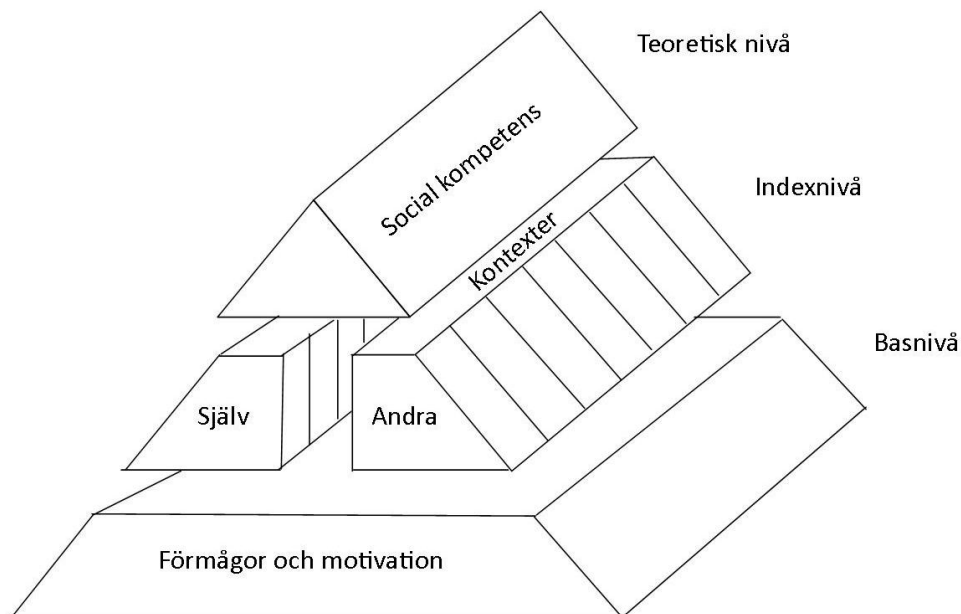 Teoretisk nivå
Social kompetens
Indexnivå
Kontexter
Basnivå
Själv
Andra
Förmågor och motivation